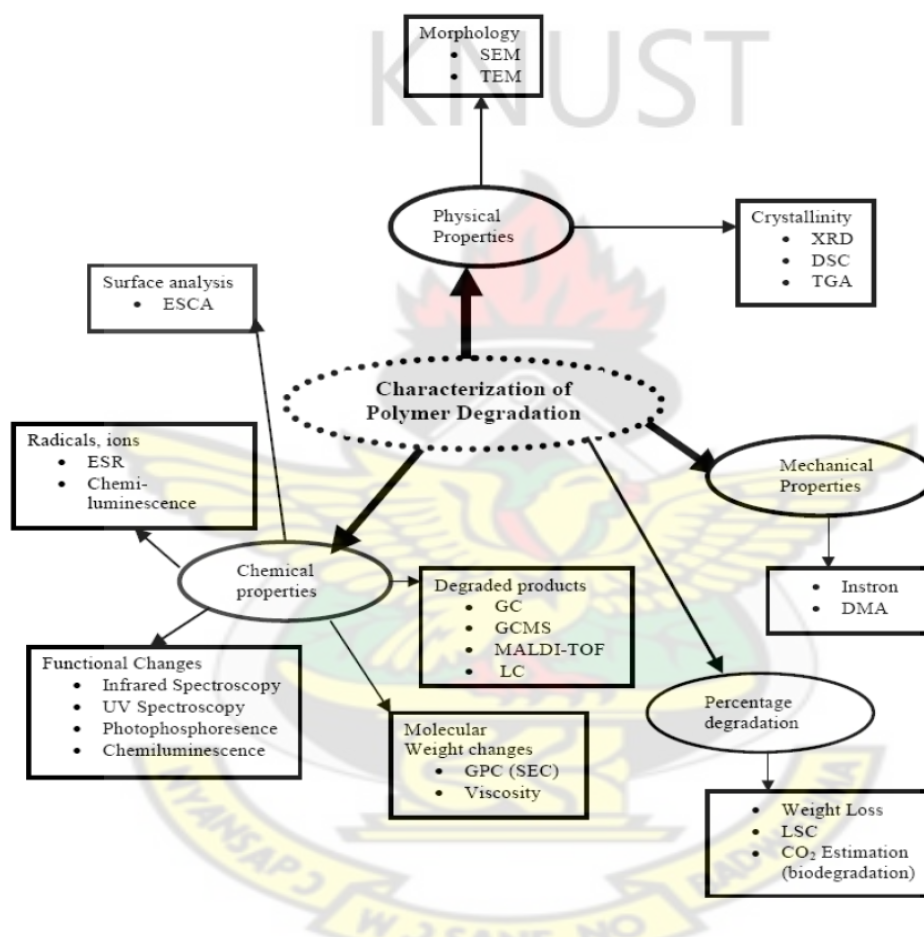 KNUST
Morphology
• SEM
• TEM
Physical
Properties
Crystallinity
• XRD
• DSC
• TGA
Surface analysis
• ESCA
Characterization of
Polymer Degradation
Radicals, ions
• ESR
• Chemi-
luminescence
Mechanical
Properties
Chemical
properties
Degraded products
• GC
• GCMS
• MALDI-TOF
• LC
• Instron
• DMA
Functional Changes
• Infrared Spectroscopy
• UV Spectroscopy
• Photophosphoresence
• Chemiluminescence
Molecular
Weight changes
• GPC (SEC)
• Viscosity
Percentage
degradation
• Weight Loss
• LSC
• CO₂ Estimation
(biodegradation)
NYANSAPƆ
WƆSANE NO